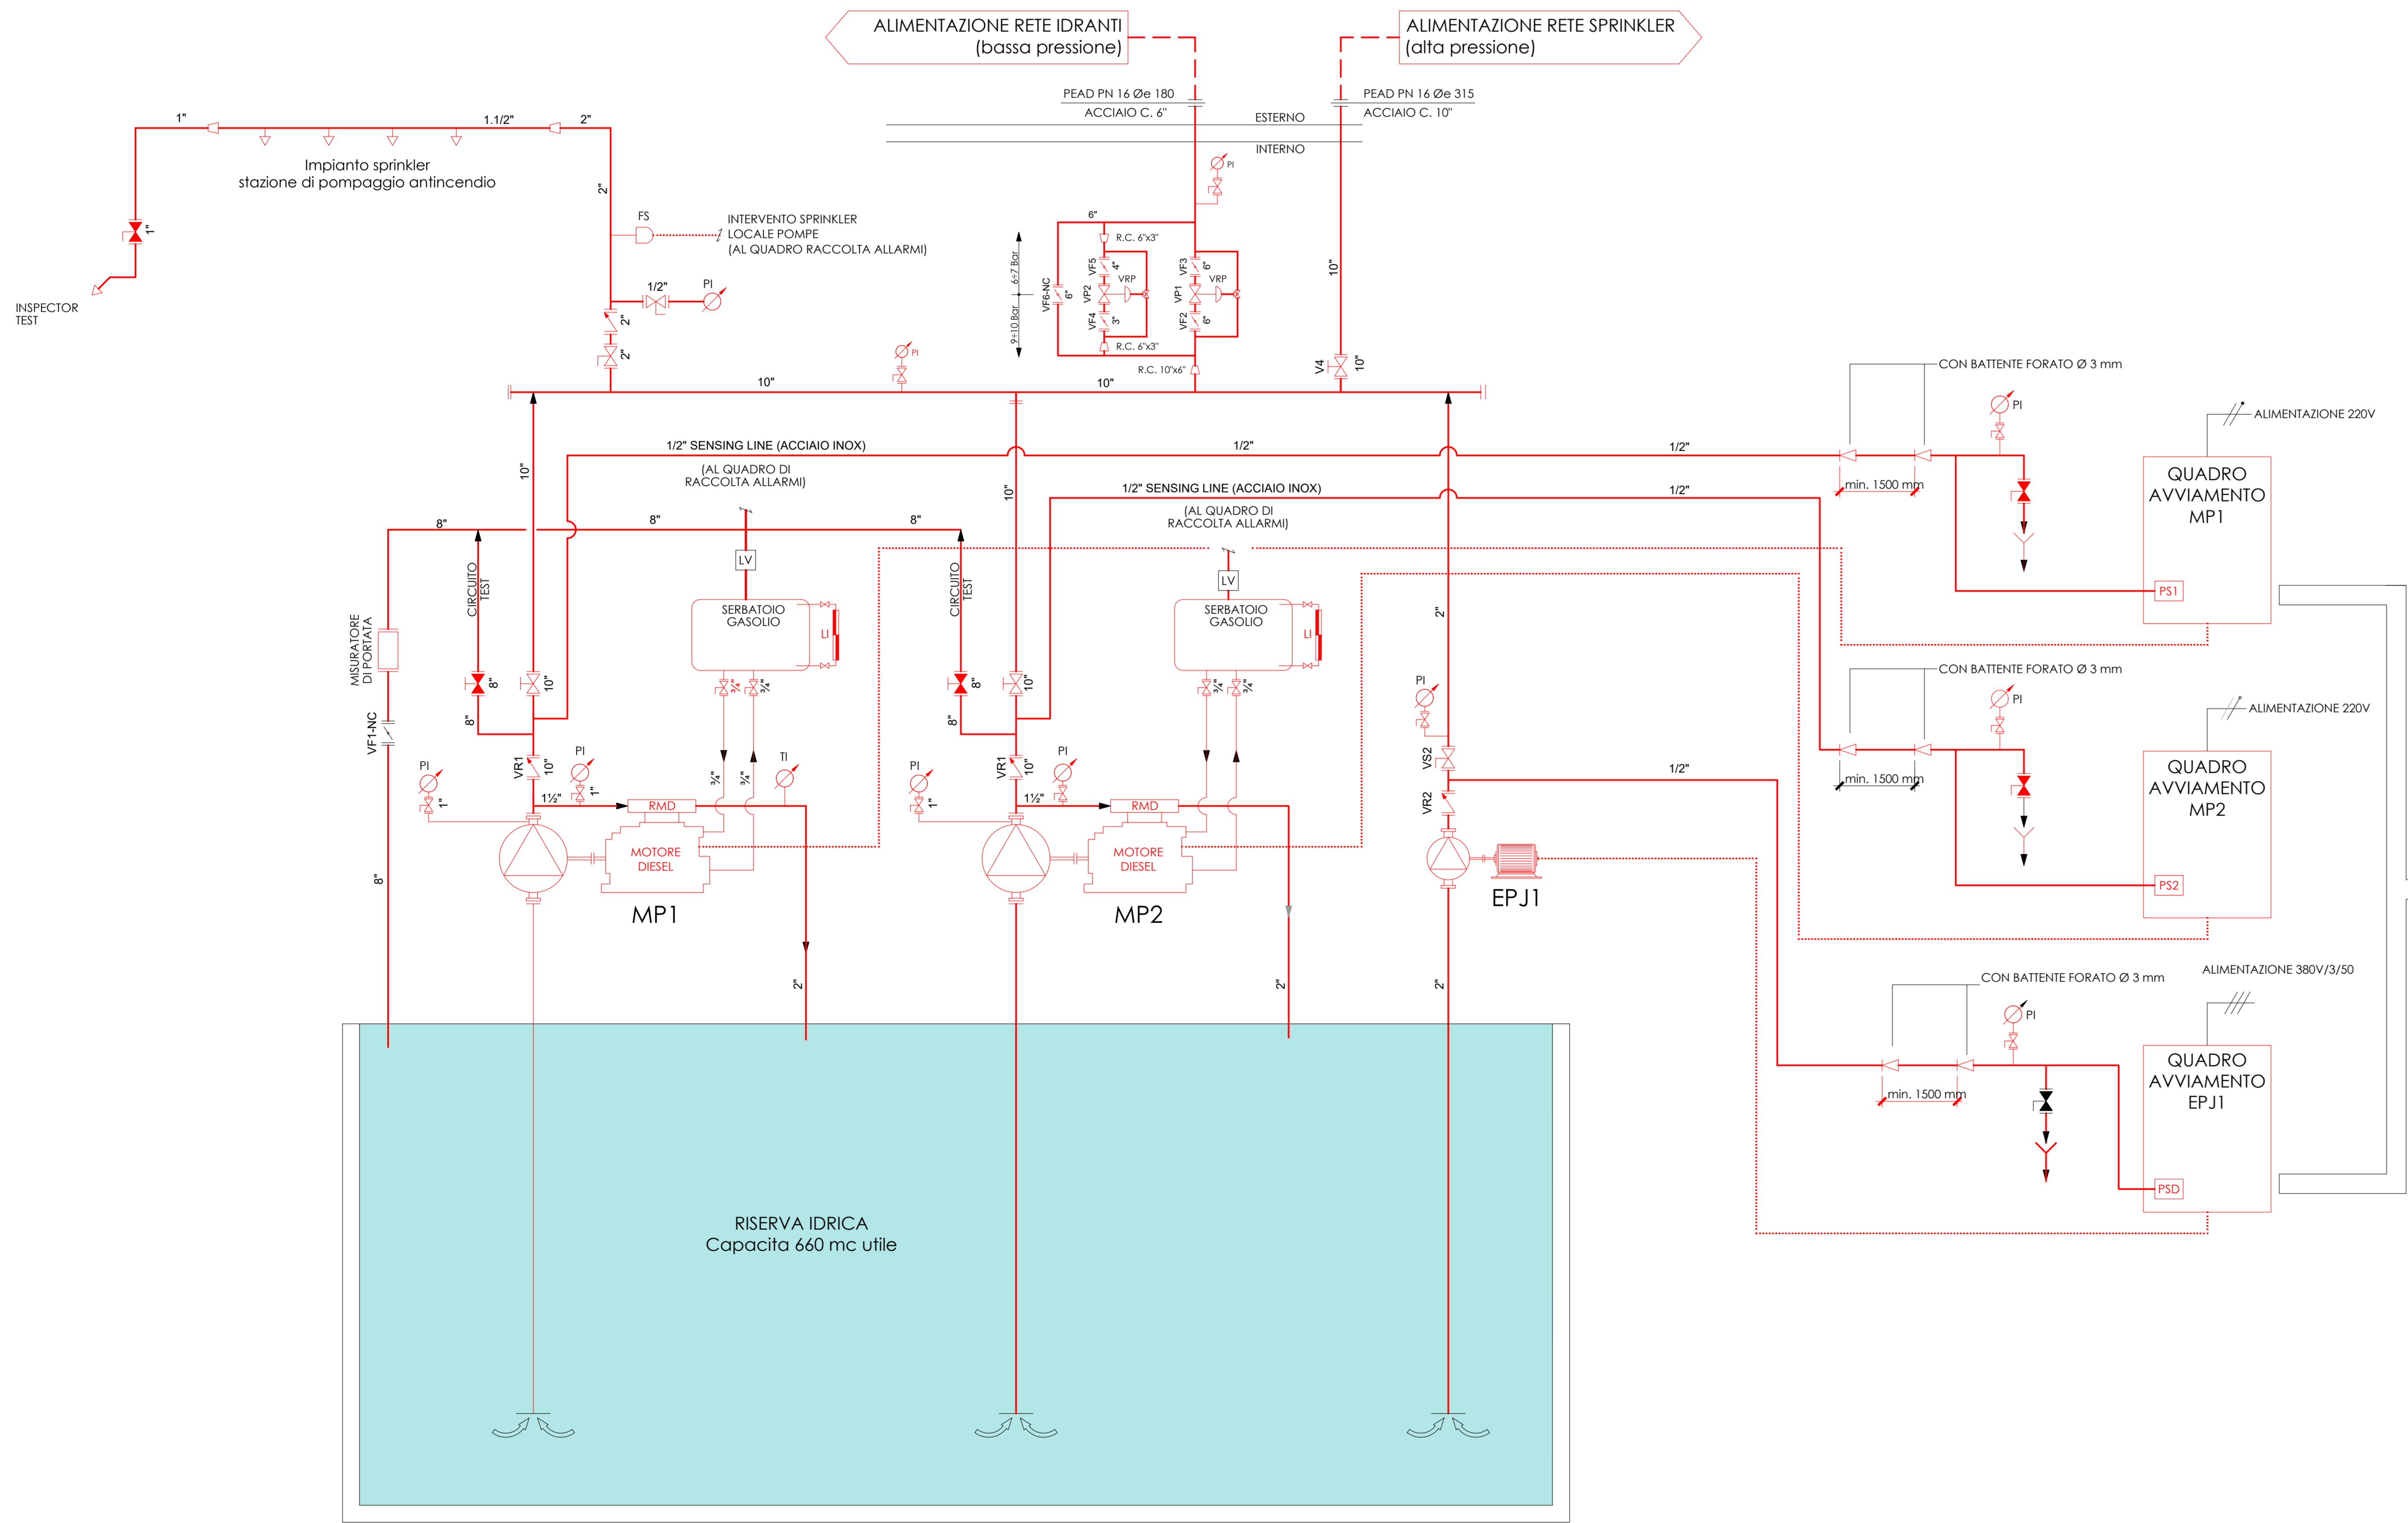 ALIMENTAZIONE RETE IDRANTI
(bassa pressione)
ALIMENTAZIONE RETE SPRINKLER
(alta pressione)
PEAD PN 16 Øe 180
ACCIAIO C. 6"
PEAD PN 16 Øe 315
ACCIAIO C. 10"
ESTERNO
INTERNO
1"
1.1/2"
2"
Impianto sprinkler
stazione di pompaggio antincendio
2"
1"
INSPECTOR
TEST
FS
INTERVENTO SPRINKLER
LOCALE POMPE
(AL QUADRO RACCOLTA ALLARMI)
1/2"
PI
2"
2"
PI
PI
6"
R.C. 6"x3"
6÷7 Bar
9÷10 Bar
VF6-NC
6"
VF5
4"
VRP
VP2
VF4
3"
R.C. 6"x3"
VF3
6"
VRP
VP1
VF2
6"
R.C. 10"x6"
10"
V4
10"
10"
10"
CON BATTENTE FORATO Ø 3 mm
PI
ALIMENTAZIONE 220V
1/2" SENSING LINE (ACCIAIO INOX)
1/2"
1/2"
(AL QUADRO DI
RACCOLTA ALLARMI)
min. 1500 mm
QUADRO
AVVIAMENTO
MP1
PS1
10"
10"
1/2" SENSING LINE (ACCIAIO INOX)
1/2"
(AL QUADRO DI
RACCOLTA ALLARMI)
8"
8"
8"
LV
LV
CIRCUITO
TEST
CIRCUITO
TEST
SERBATOIO
GASOLIO
LI
SERBATOIO
GASOLIO
LI
2"
MISURATORE
DI PORTATA
VF1-NC
8"
10"
8"
¾"
¾"
8"
10"
8"
¾"
¾"
PI
VS2
CON BATTENTE FORATO Ø 3 mm
PI
ALIMENTAZIONE 220V
min. 1500 mm
QUADRO
AVVIAMENTO
MP2
PS2
1/2"
PI
1"
VR1
10"
PI
1"
1½"
RMD
¾"
¾"
TI
MOTORE
DIESEL
MP1
PI
1"
VR1
10"
PI
1½"
RMD
MOTORE
DIESEL
MP2
VR2
EPJ1
8"
2"
2"
2"
CON BATTENTE FORATO Ø 3 mm
ALIMENTAZIONE 380V/3/50
PI
min. 1500 mm
QUADRO
AVVIAMENTO
EPJ1
PSD
RISERVA IDRICA
Capacita 660 mc utile